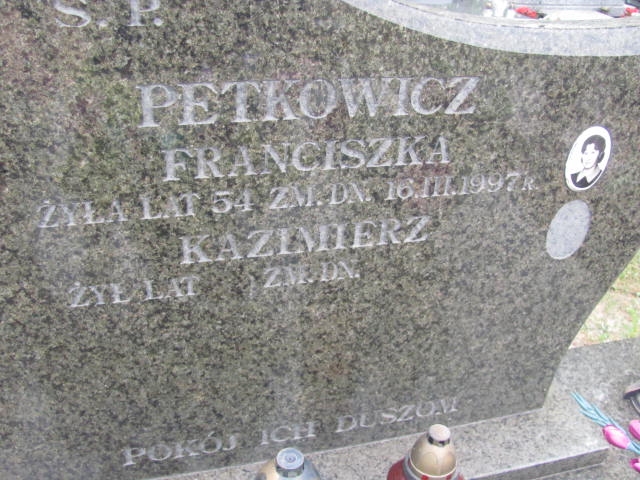 Ś. P.
PETKOWICZ
FRANCISZKA
ŻYŁA LAT 54 ZM. DN. 16.III.1997 R.
KAZIMIERZ
ŻYŁ LAT ZM. DN.
POKÓJ ICH DUSZOM